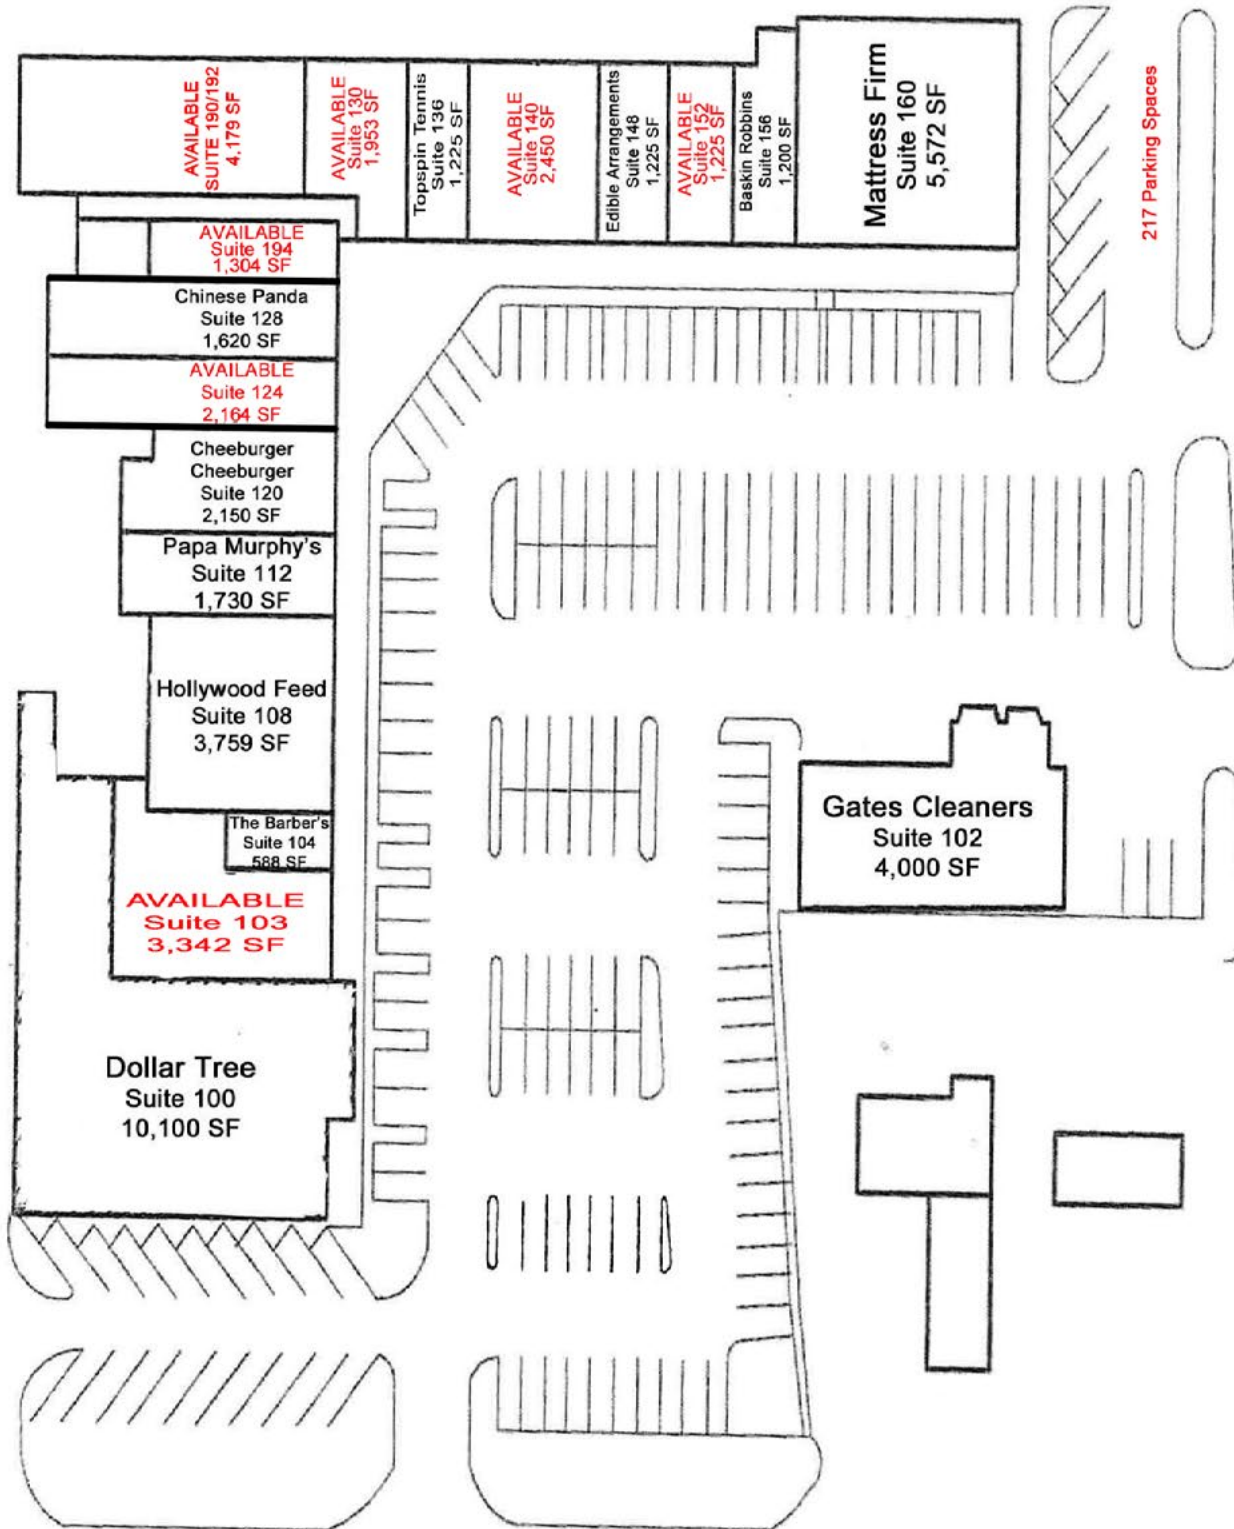 AVAILABLE
SUITE 190/192
4,179 SF
AVAILABLE
Suite 130
1,953 SF
Topspin Tennis
Suite 136
1,225 SF
AVAILABLE
Suite 140
2,450 SF
Edible Arrangements
Suite 148
1,225 SF
AVAILABLE
Suite 152
1,225 SF
Baskin Robbins
Suite 156
1,200 SF
Mattress Firm
Suite 160
5,572 SF
217 Parking Spaces
AVAILABLE
Suite 194
1,304 SF
Chinese Panda
Suite 128
1,620 SF
AVAILABLE
Suite 124
2,164 SF
Cheeburger
Cheeburger
Suite 120
2,150 SF
Papa Murphy's
Suite 112
1,730 SF
Hollywood Feed
Suite 108
3,759 SF
The Barber's
Suite 104
588 SF
AVAILABLE
Suite 103
3,342 SF
Gates Cleaners
Suite 102
4,000 SF
Dollar Tree
Suite 100
10,100 SF